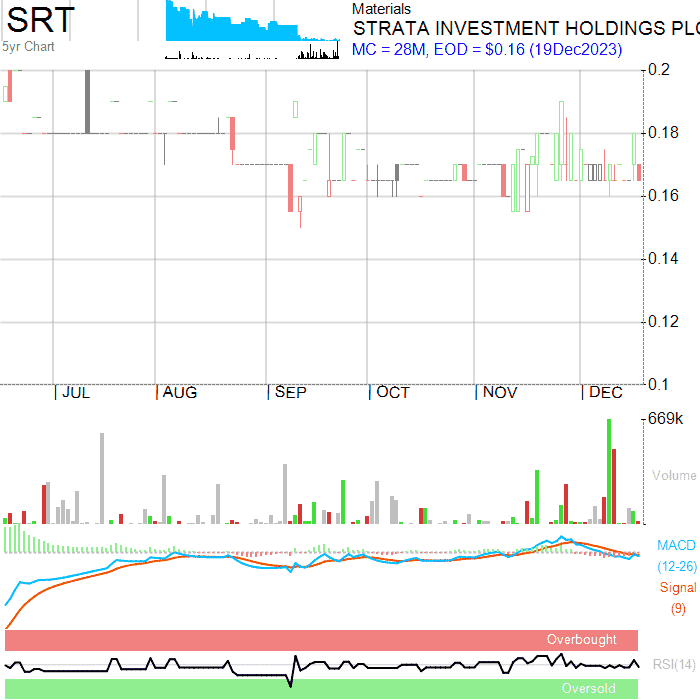 SRT
5yr Chart
Materials
STRATA INVESTMENT HOLDINGS PLC
MC = 28M, EOD = $0.16 (19Dec2023)
0.2
0.18
0.16
0.14
0.12
0.1
JUL AUG SEP OCT NOV DEC
669k
Volume
MACD
(12-26)
Signal
(9)
Overbought
RSI(14)
Oversold